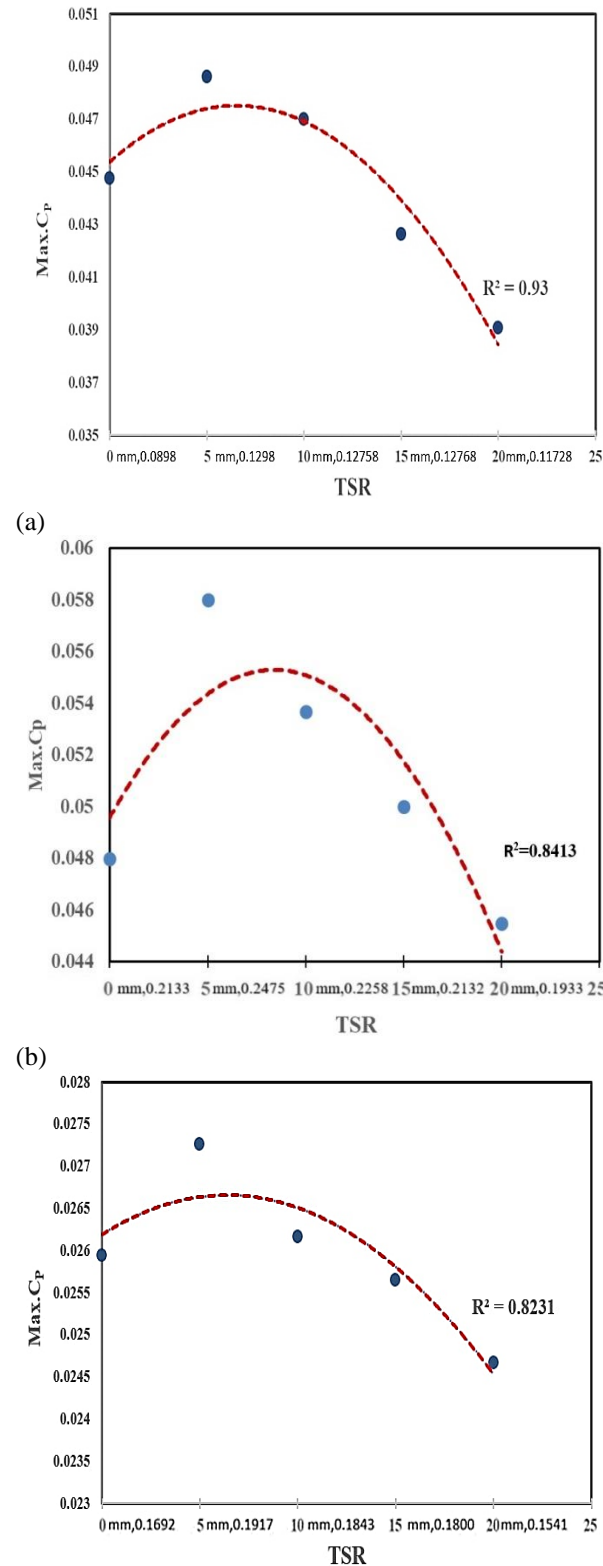 0.051
0.049
0.047
0.045
0.043
0.041
0.039
0.037
0.035
Max.CP
R² = 0.93
0 mm,0.0898 5 mm,0.1298 10 mm,0.12758 15 mm,0.12768 20mm,0.11728 25
TSR
(a)
0.06
0.058
0.056
0.054
0.052
0.05
0.048
0.046
0.044
Max.Cp
R²=0.8413
0 mm,0.2133 5mm,0.2475 10 mm,0.2258 15mm,0.2132 20mm,0.1933 25
TSR
(b)
0.028
0.0275
0.027
0.0265
0.026
0.0255
0.025
0.0245
0.024
0.0235
0.023
Max.CP
R² = 0.8231
0 mm,0.1692 5 mm,0.1917 10 mm,0.1843 15 mm,0.1800 20 mm,0.1541 25
TSR